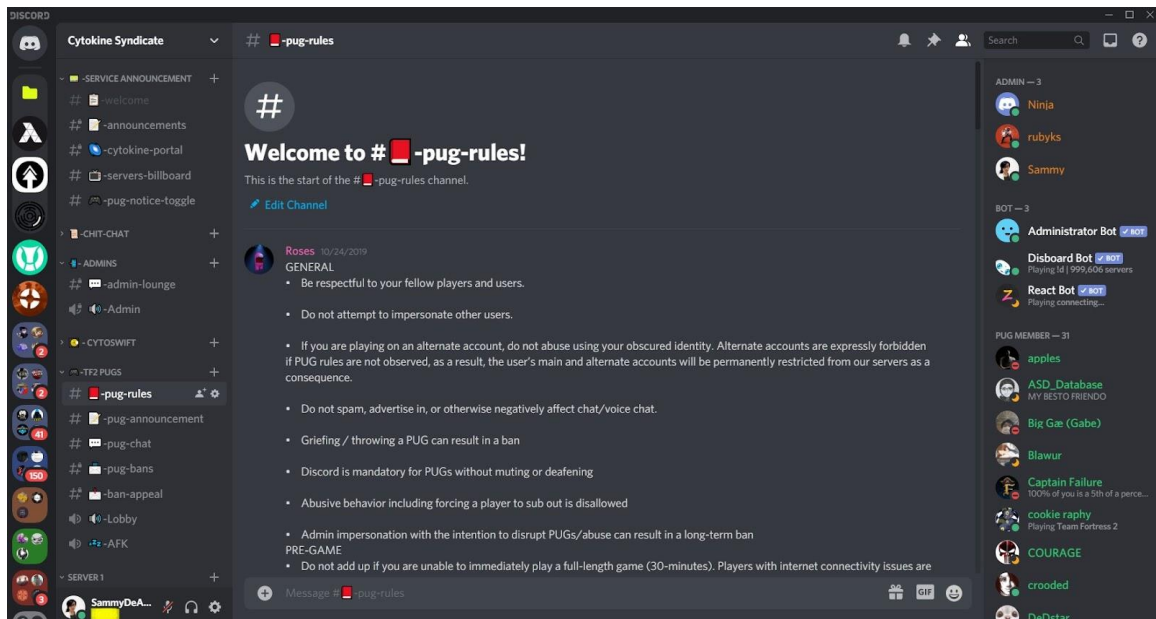 DISCORD
Cytokine Syndicate
-SERVICE ANNOUNCEMENT
-welcome
-announcements
-cytokine-portal
-servers-billboard
-pug-notice-toggle
-CHIT-CHAT
- ADMINS
-admin-lounge
-Admin
- CYTOSWIFT
-TF2 PUGS
-pug-rules
-pug-announcement
-pug-chat
-pug-bans
-ban-appeal
-Lobby
-AFK
SERVER 1
SammyDeA...
2
2
41
150
3
# 📕-pug-rules
Search
#
Welcome to #📕-pug-rules!
This is the start of the #📕-pug-rules channel.
Edit Channel
Roses 10/24/2019
GENERAL
• Be respectful to your fellow players and users.
• Do not attempt to impersonate other users.
• If you are playing on an alternate account, do not abuse using your obscured identity. Alternate accounts are expressly forbidden
if PUG rules are not observed, as a result, the user's main and alternate accounts will be permanently restricted from our servers as a
consequence.
• Do not spam, advertise in, or otherwise negatively affect chat/voice chat.
• Griefing / throwing a PUG can result in a ban
• Discord is mandatory for PUGs without muting or deafening
• Abusive behavior including forcing a player to sub out is disallowed
• Admin impersonation with the intention to disrupt PUGs/abuse can result in a long-term ban
PRE-GAME
• Do not add up if you are unable to immediately play a full-length game (30-minutes). Players with internet connectivity issues are
Message #📕-pug-rules
GIF
ADMIN — 3
Ninja
rubyks
Sammy
BOT — 3
Administrator Bot ✓ BOT
Disboard Bot ✓ BOT
Playing !d | 999,606 servers
React Bot ✓ BOT
Playing connecting...
PUG MEMBER — 31
apples
ASD_Database
MY BESTO FRIENDO
Big Gæ (Gabe)
Blawur
Captain Failure
100% of you is a 5th of a perce...
cookie raphy
Playing Team Fortress 2
COURAGE
crooded
DeDstar